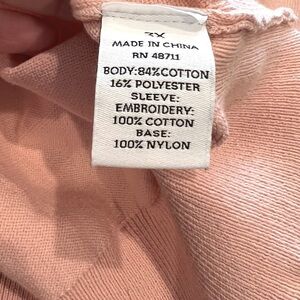 MADE IN CHINA
RN 48711
BODY:84%COTTON
16% POLYESTER
SLEEVE:
EMBROIDERY:
100% COTTON
BASE:
100% NYLON